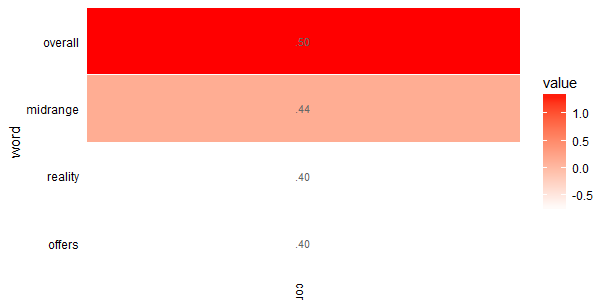 overall
.50
midrange
.44
reality
.40
offers
.40
word
cor
value
1.0
0.5
0.0
-0.5